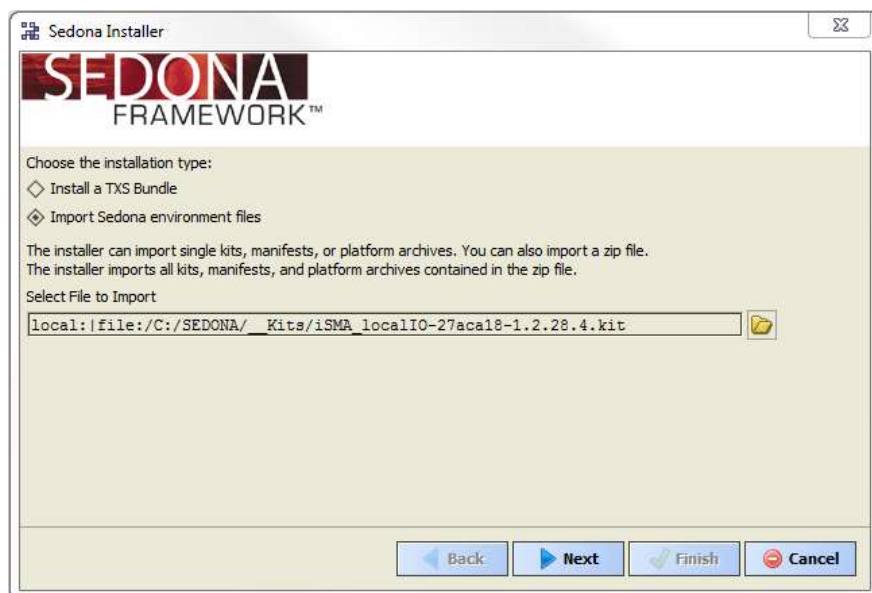 Sedona Installer
SEDONA
FRAMEWORK™
Choose the installation type:
Install a TXS Bundle
Import Sedona environment files
The installer can import single kits, manifests, or platform archives. You can also import a zip file.
The installer imports all kits, manifests, and platform archives contained in the zip file.
Select File to Import
local:|file:/C:/SEDONA/__Kits/iSMA_localIO-27aca18-1.2.28.4.kit
Back Next Finish Cancel